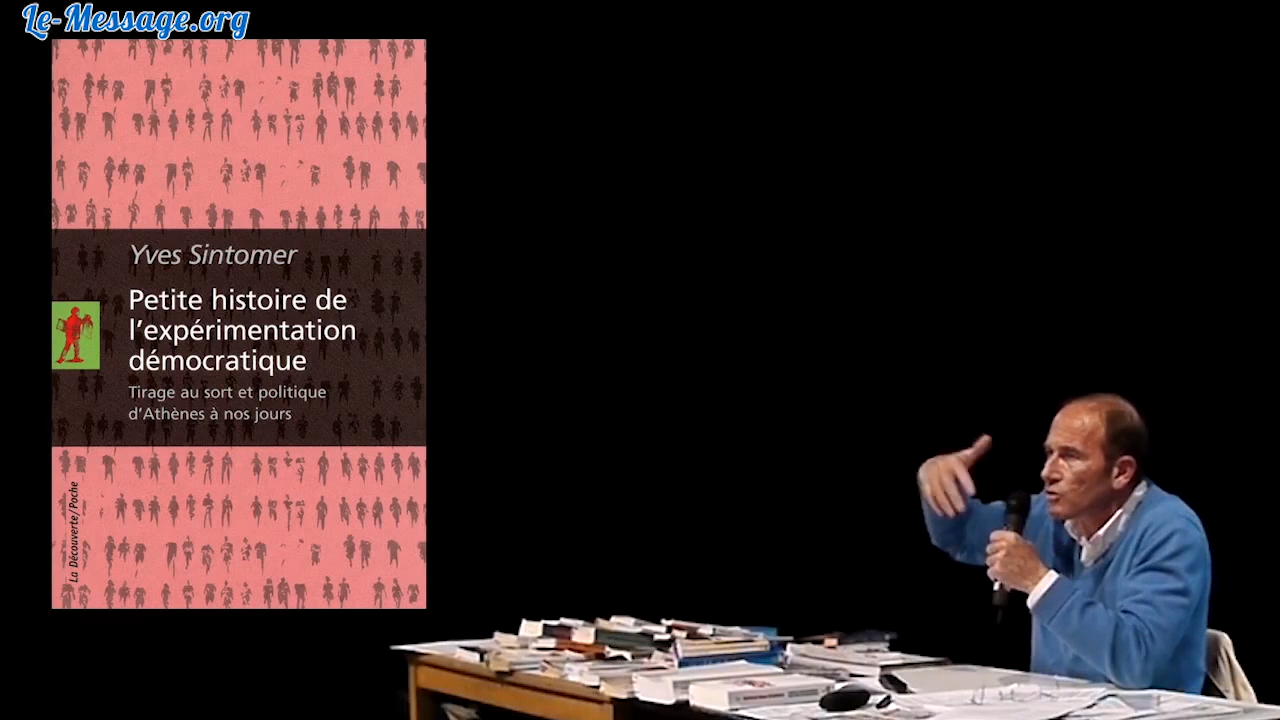 Le-Message.org
Yves Sintomer
Petite histoire de
l'expérimentation
démocratique
Tirage au sort et politique
d'Athènes à nos jours
La Découverte/Poche